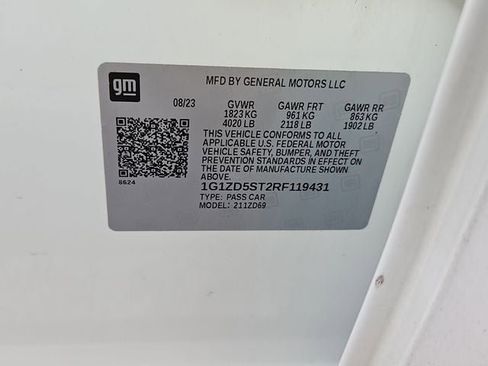 gm
MFD BY GENERAL MOTORS LLC
08/23 GVWR GAWR FRT GAWR RR
1823 KG 961 KG 863 KG
4020 LB 2118 LB 1902 LB
THIS VEHICLE CONFORMS TO ALL
APPLICABLE U.S. FEDERAL MOTOR
VEHICLE SAFETY, BUMPER, AND THEFT
PREVENTION STANDARDS IN EFFECT ON
THE DATE OF MANUFACTURE SHOWN
ABOVE.
8624
1G1ZD5ST2RF119431
TYPE: PASS CAR
MODEL: 211ZD69